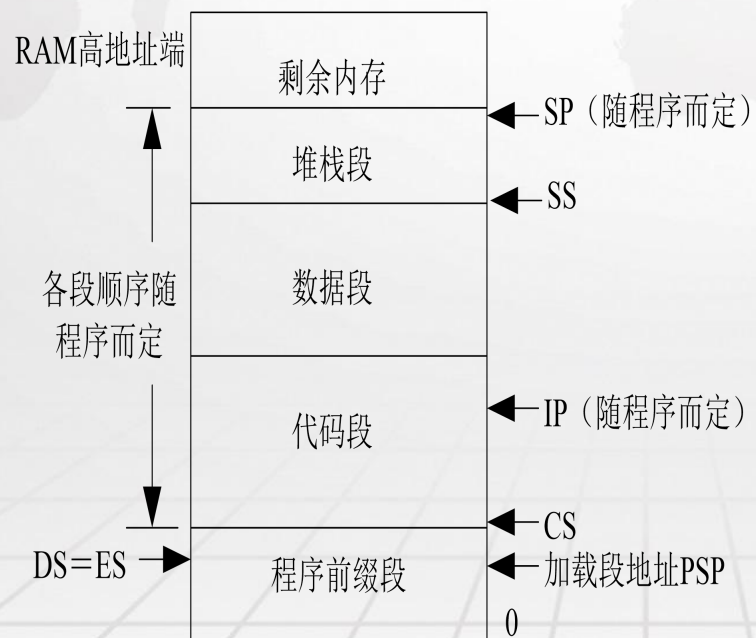 RAM高地址端
剩余内存
SP（随程序而定）
堆栈段
SS
数据段
各段顺序随
程序而定
IP（随程序而定）
代码段
CS
DS=ES
程序前缀段
加载段地址PSP
0